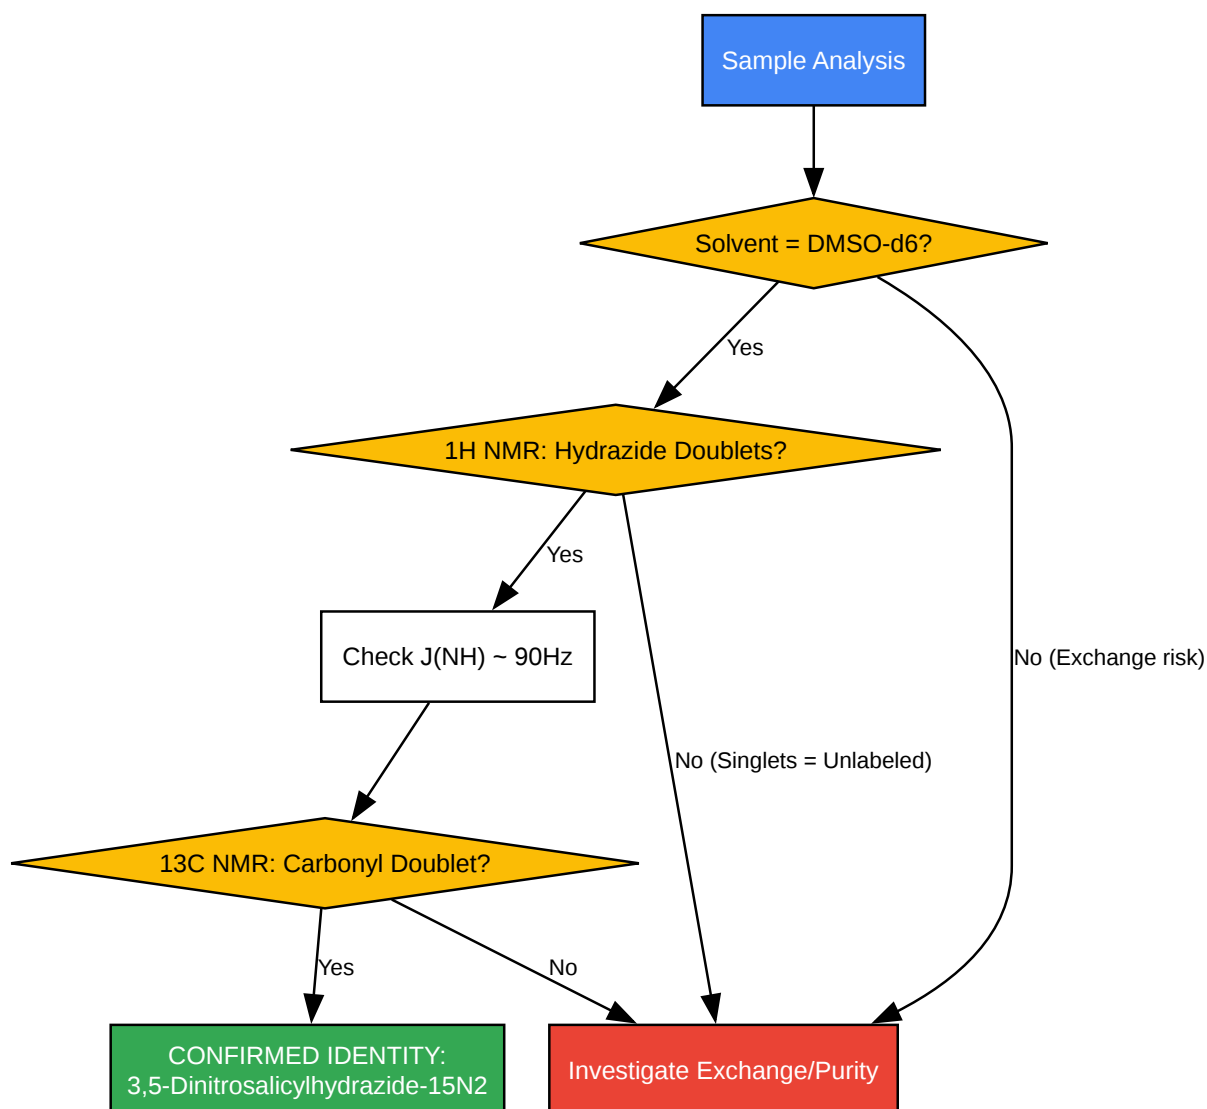 Sample Analysis
Solvent = DMSO-d6?
Yes
1H NMR: Hydrazide Doublets?
Yes
Check J(NH) ~ 90Hz
No (Exchange risk)
No (Singlets = Unlabeled)
13C NMR: Carbonyl Doublet?
Yes
No
CONFIRMED IDENTITY:
3,5-Dinitrosalicylhydrazide-15N2
Investigate Exchange/Purity